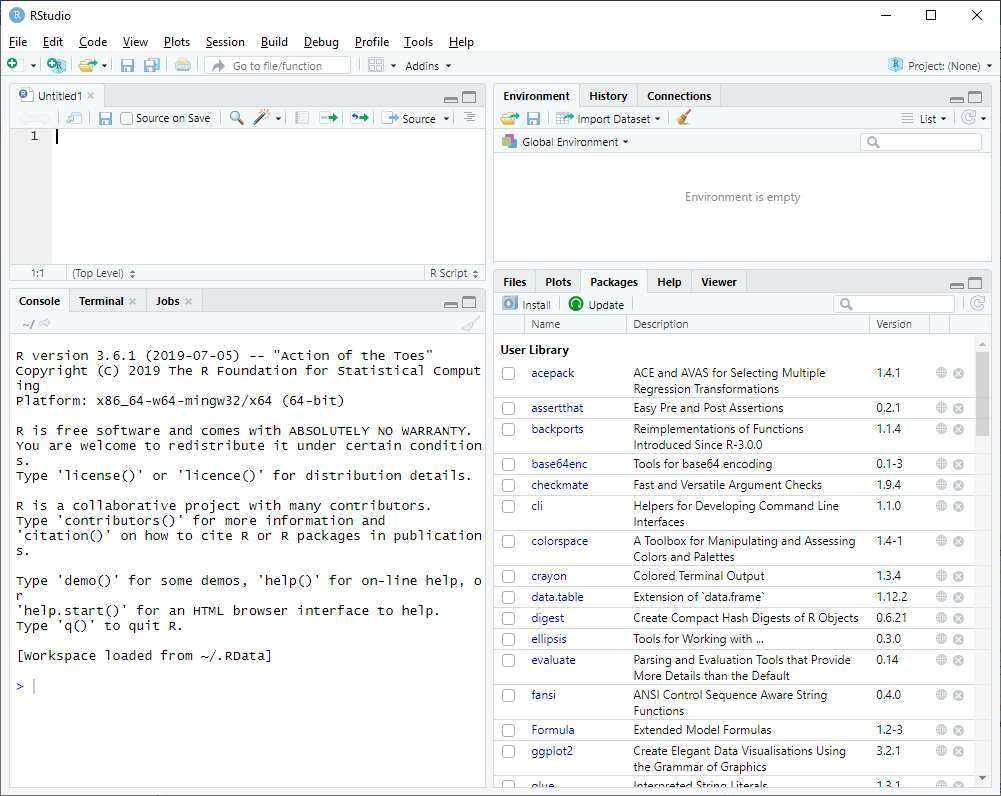 RStudio
File Edit Code View Plots Session Build Debug Profile Tools Help
Go to file/function Addins Project: (None)
Untitled1
Source on Save Source
1
1:1 (Top Level) R Script
Console Terminal Jobs
~/
R version 3.6.1 (2019-07-05) -- "Action of the Toes"
Copyright (C) 2019 The R Foundation for Statistical Comput
ing
Platform: x86_64-w64-mingw32/x64 (64-bit)
R is free software and comes with ABSOLUTELY NO WARRANTY.
You are welcome to redistribute it under certain condition
s.
Type 'license()' or 'licence()' for distribution details.
R is a collaborative project with many contributors.
Type 'contributors()' for more information and
'citation()' on how to cite R or R packages in publication
s.
Type 'demo()' for some demos, 'help()' for on-line help, o
r
'help.start()' for an HTML browser interface to help.
Type 'q()' to quit R.
[Workspace loaded from ~/.RData]
>
Environment History Connections
Import Dataset List
Global Environment
Environment is empty
Files Plots Packages Help Viewer
Install Update
Name Description Version
User Library
acepack ACE and AVAS for Selecting Multiple 1.4.1
Regression Transformations
assertthat Easy Pre and Post Assertions 0.2.1
backports Reimplementations of Functions 1.1.4
Introduced Since R-3.0.0
base64enc Tools for base64 encoding 0.1-3
checkmate Fast and Versatile Argument Checks 1.9.4
cli Helpers for Developing Command Line 1.1.0
Interfaces
colorspace A Toolbox for Manipulating and Assessing 1.4-1
Colors and Palettes
crayon Colored Terminal Output 1.3.4
data.table Extension of `data.frame` 1.12.2
digest Create Compact Hash Digests of R Objects 0.6.21
ellipsis Tools for Working with ... 0.3.0
evaluate Parsing and Evaluation Tools that Provide 0.14
More Details than the Default
fansi ANSI Control Sequence Aware String 0.4.0
Functions
Formula Extended Model Formulas 1.2-3
ggplot2 Create Elegant Data Visualisations Using 3.2.1
the Grammar of Graphics
glue Interpreted String Literals 1.3.1